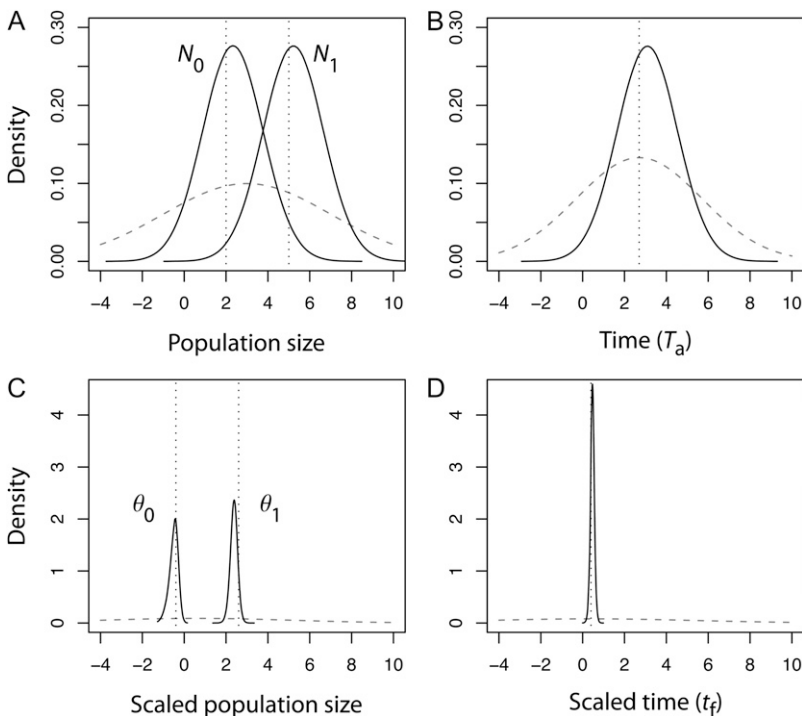 A
B
Density
0.30
0.20
0.10
0.00
N0
N1
−4 −2 0 2 4 6 8 10
Population size
0.30
0.20
0.10
0.00
−4 −2 0 2 4 6 8 10
Time (Ta)
C
D
Density
4
3
2
1
0
θ0
θ1
−4 −2 0 2 4 6 8 10
Scaled population size
4
3
2
1
0
−4 −2 0 2 4 6 8 10
Scaled time (tf)